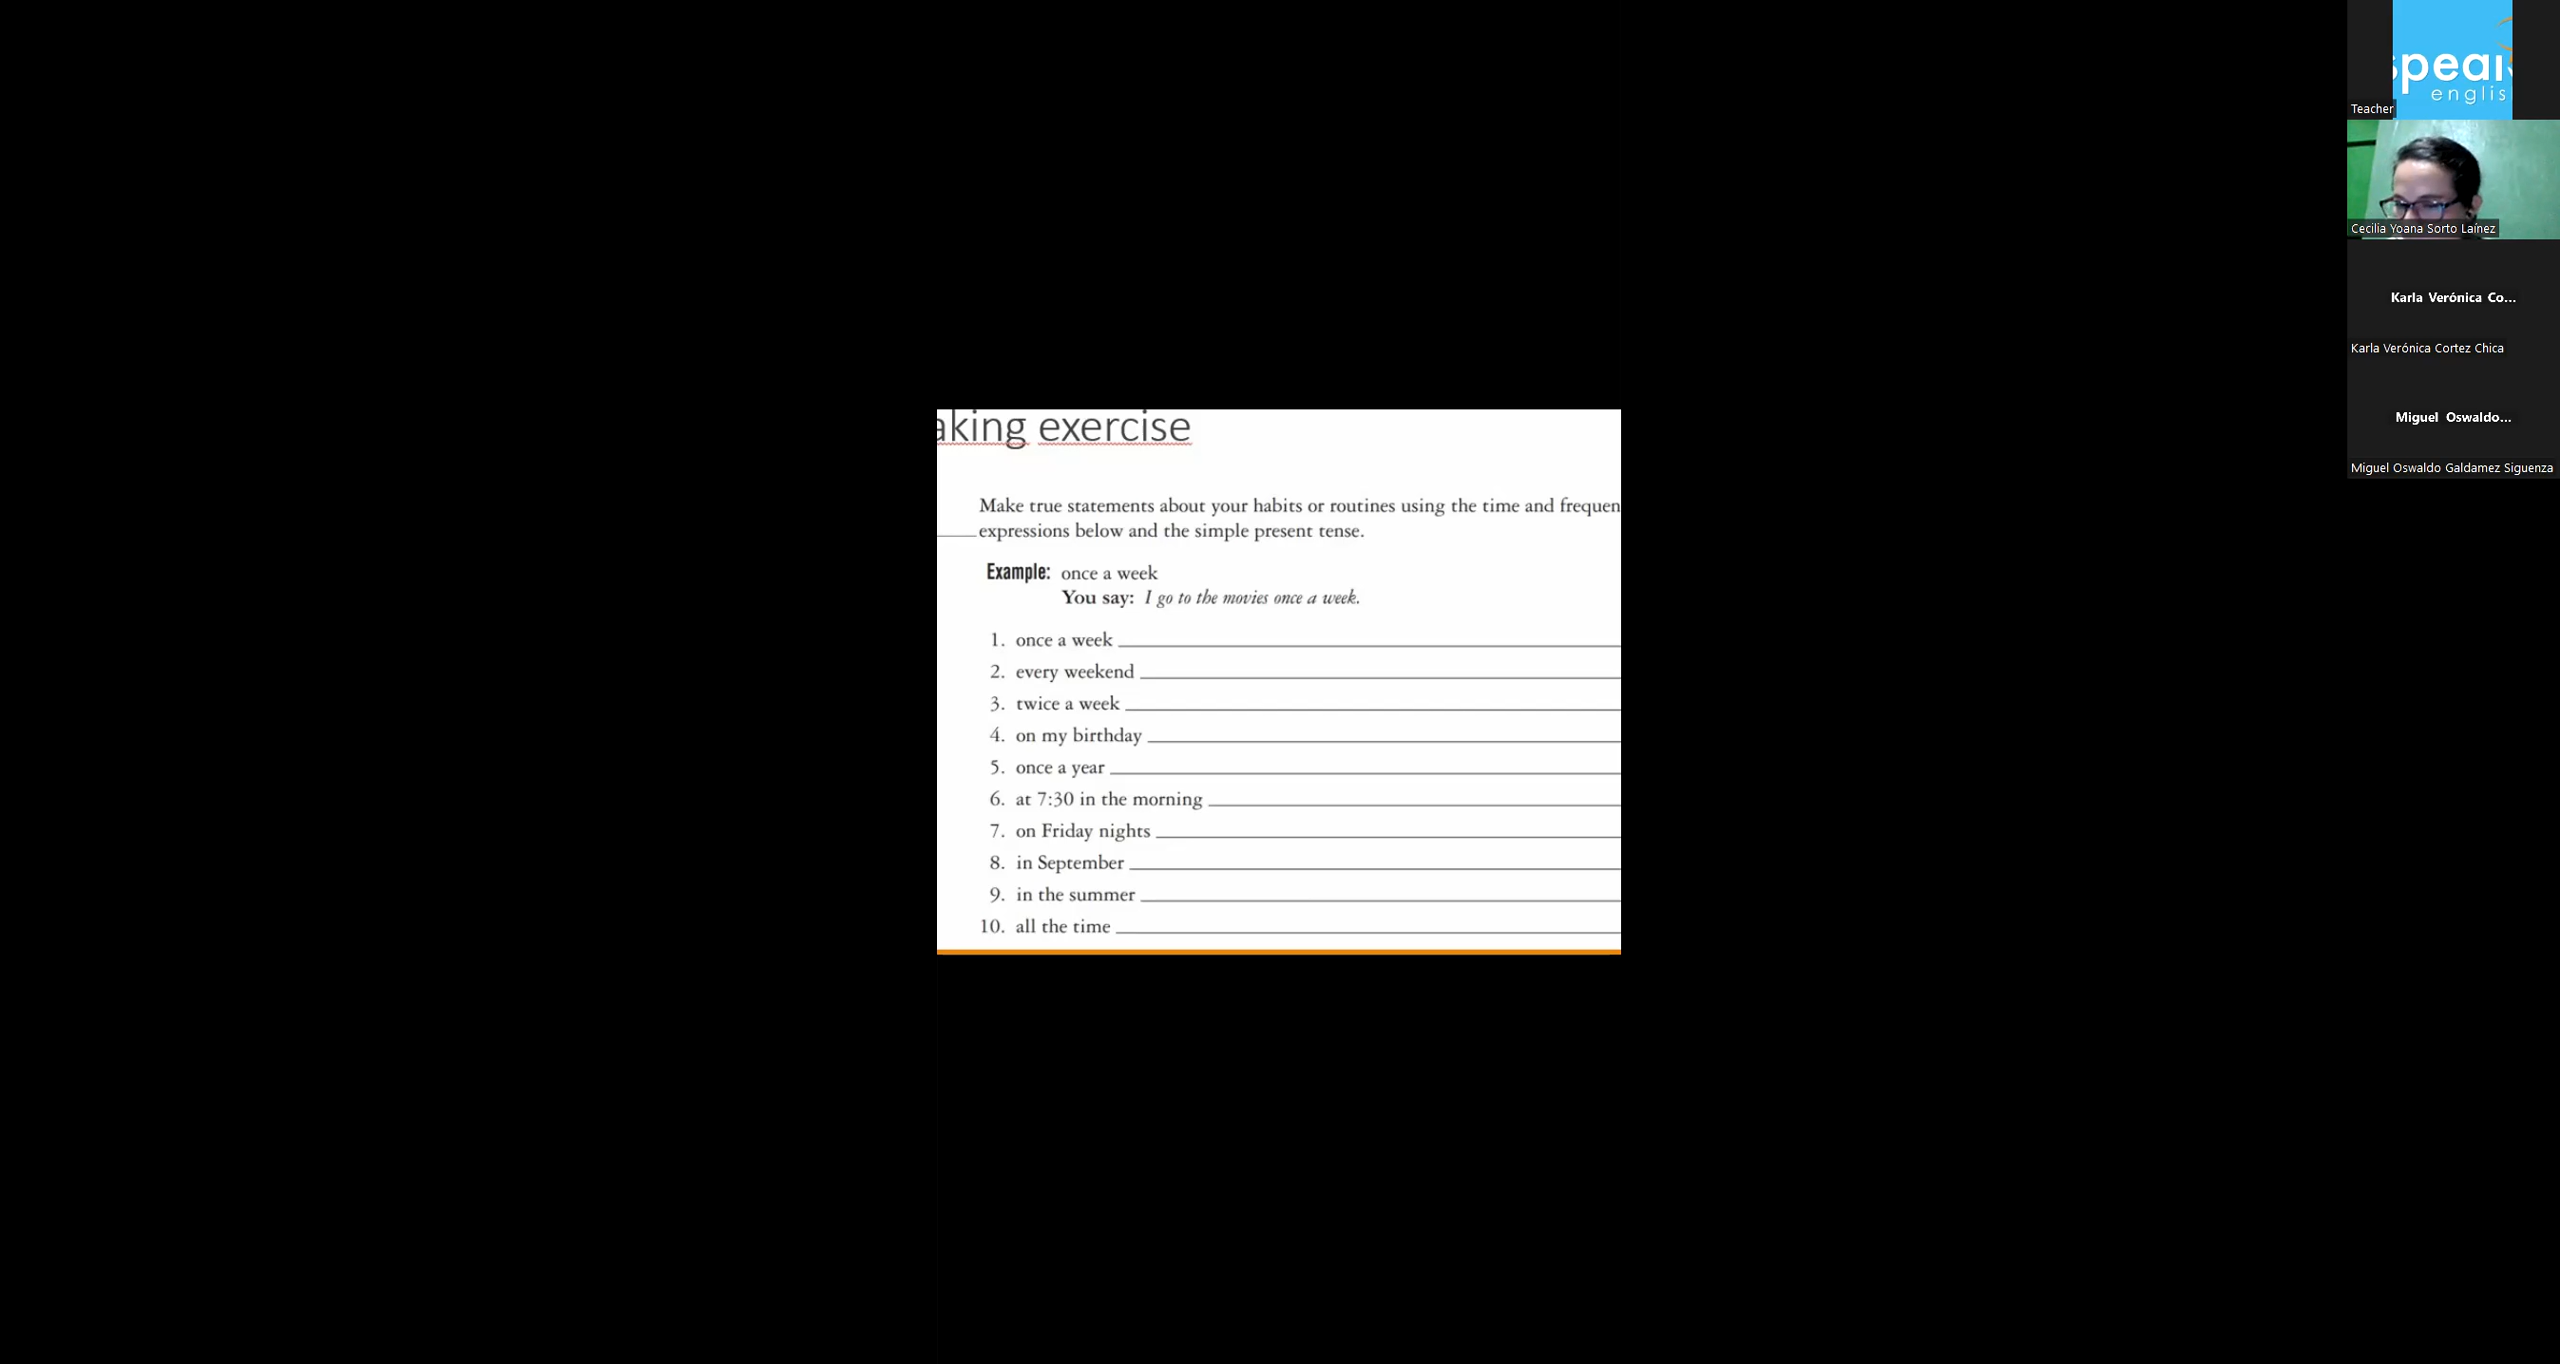 aking exercise
Make true statements about your habits or routines using the time and frequen
expressions below and the simple present tense.
Example: once a week
You say: I go to the movies once a week.
1. once a week
2. every weekend
3. twice a week
4. on my birthday
5. once a year
6. at 7:30 in the morning
7. on Friday nights
8. in September
9. in the summer
10. all the time
speak
englis
Teacher
Cecilia Yoana Sorto Laínez
Karla Verónica Co...
Karla Verónica Cortez Chica
Miguel Oswaldo...
Miguel Oswaldo Galdamez Siguenza